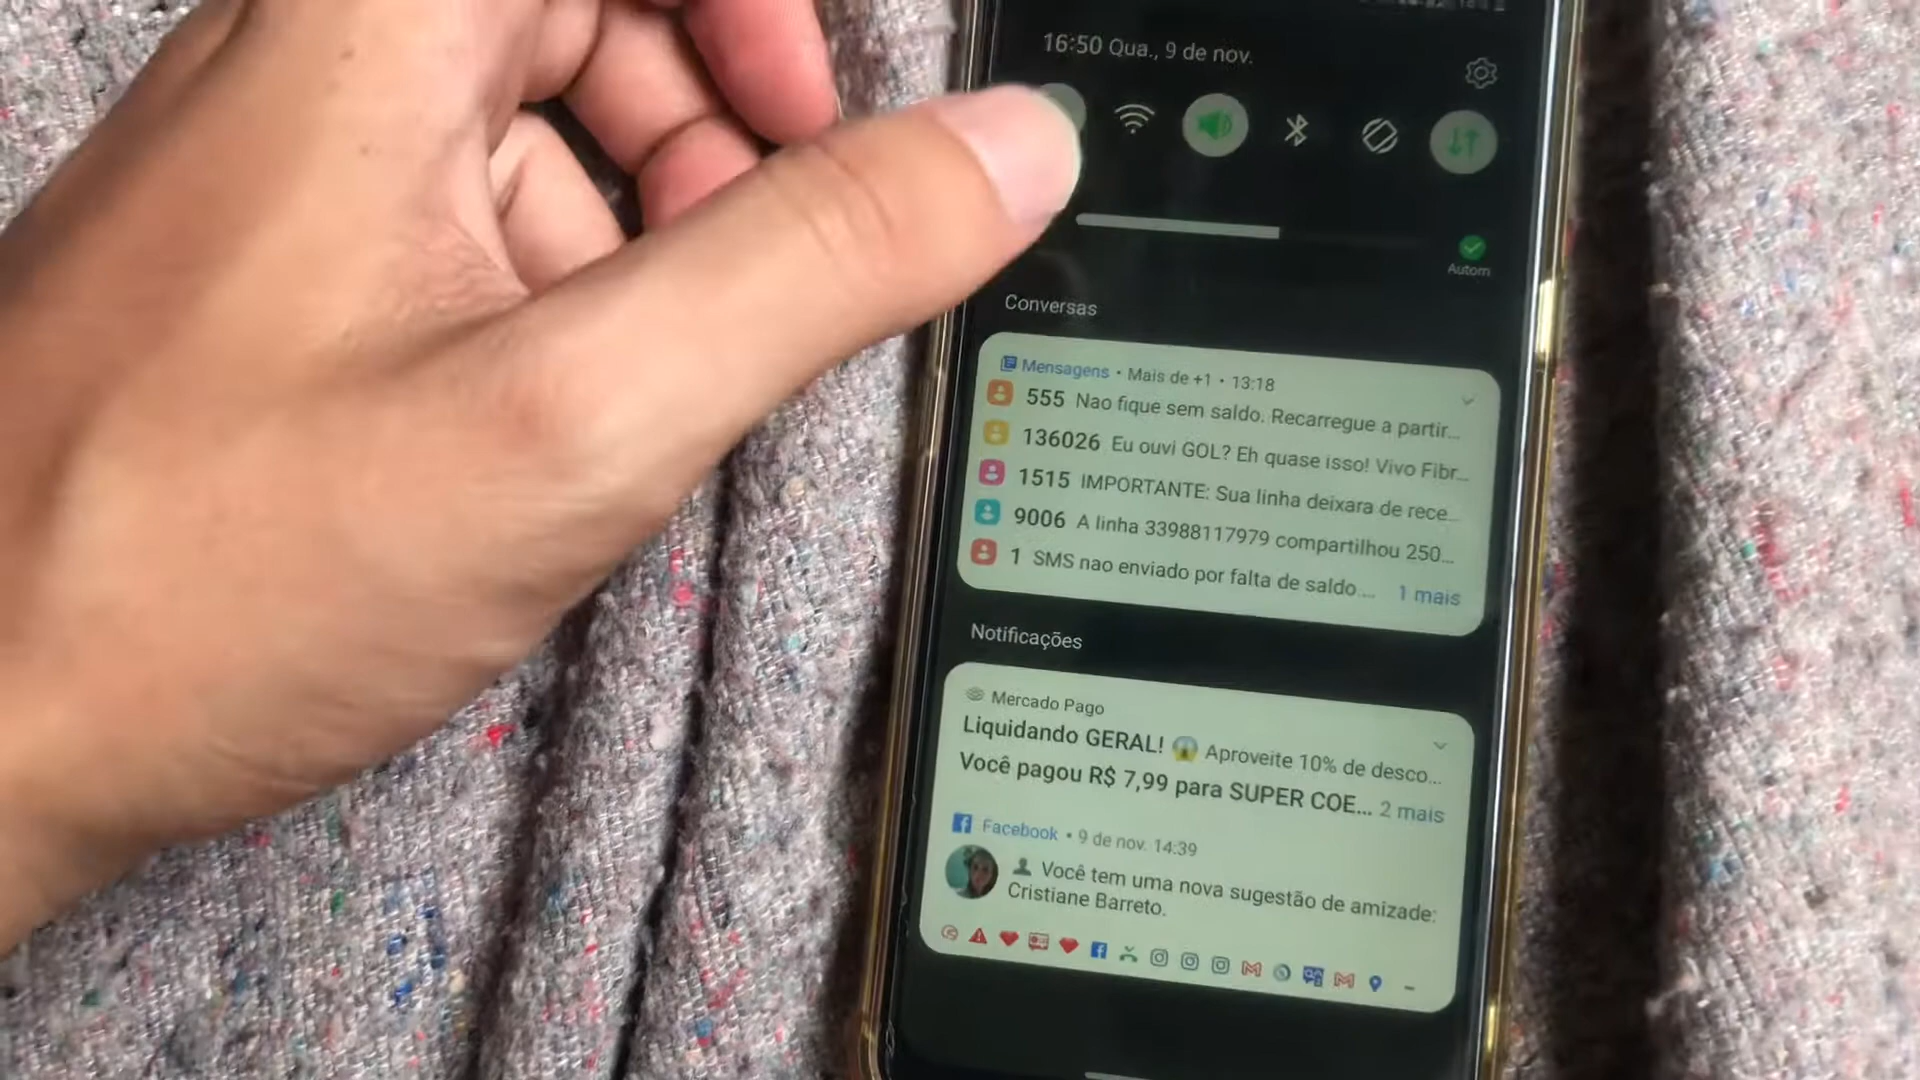 16:50 Qua., 9 de nov.
Autom
Conversas
Mensagens • Mais de +1 • 13:18
555 Nao fique sem saldo. Recarregue a partir...
136026 Eu ouvi GOL? Eh quase isso! Vivo Fibr...
1515 IMPORTANTE: Sua linha deixara de rece...
9006 A linha 33988117979 compartilhou 250...
1 SMS nao enviado por falta de saldo.... 1 mais
Notificações
Mercado Pago
Liquidando GERAL! 😱 Aproveite 10% de desco...
Você pagou R$ 7,99 para SUPER COE... 2 mais
Facebook • 9 de nov. 14:39
Você tem uma nova sugestão de amizade:
Cristiane Barreto.